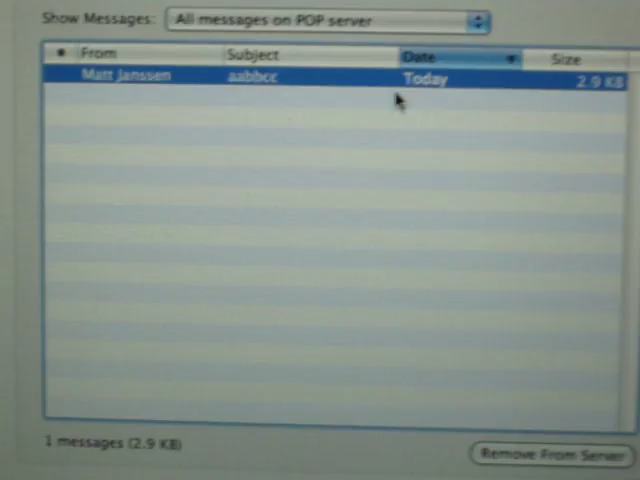 Show Messages: All messages on POP server
From Subject Date Size
Matt Janssen aabbcc Today 2.9 KB
1 messages (2.9 KB)
Remove From Server